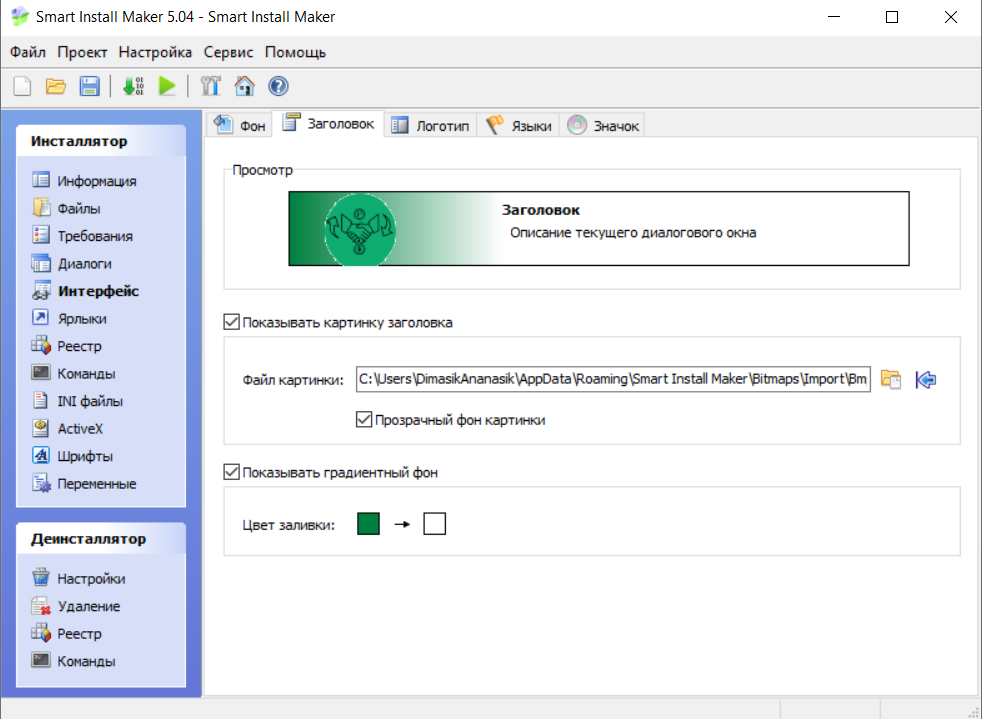 Smart Install Maker 5.04 - Smart Install Maker
Файл Проект Настройка Сервис Помощь
Инсталлятор
Информация
Файлы
Требования
Диалоги
Интерфейс
Ярлыки
Реестр
Команды
INI файлы
ActiveX
Шрифты
Переменные
Деинсталлятор
Настройки
Удаление
Реестр
Команды
Фон Заголовок Логотип Языки Значок
Просмотр
Заголовок
Описание текущего диалогового окна
Показывать картинку заголовка
Файл картинки: C:\Users\DimasikAnanasik\AppData\Roaming\Smart Install Maker\Bitmaps\Import\Bm
Прозрачный фон картинки
Показывать градиентный фон
Цвет заливки: